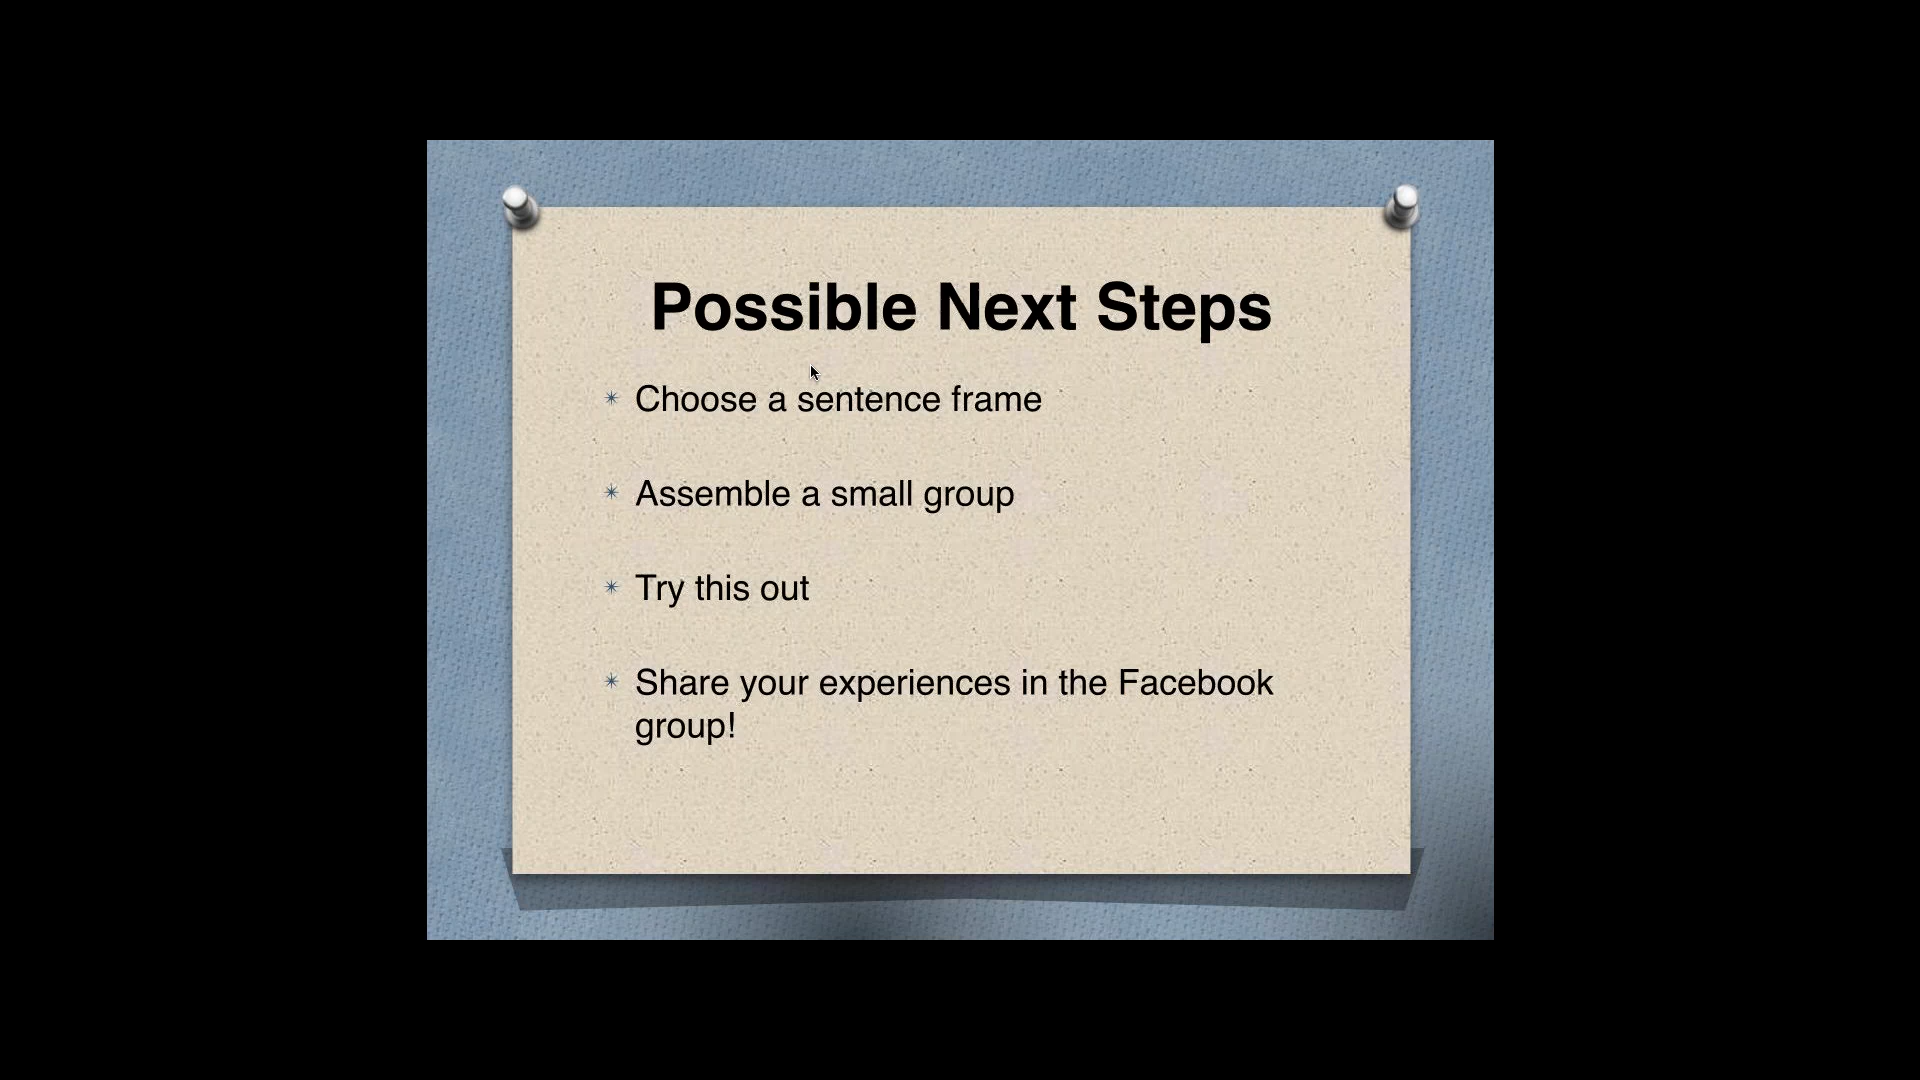 Possible Next Steps
Choose a sentence frame
Assemble a small group
Try this out
Share your experiences in the Facebook
group!